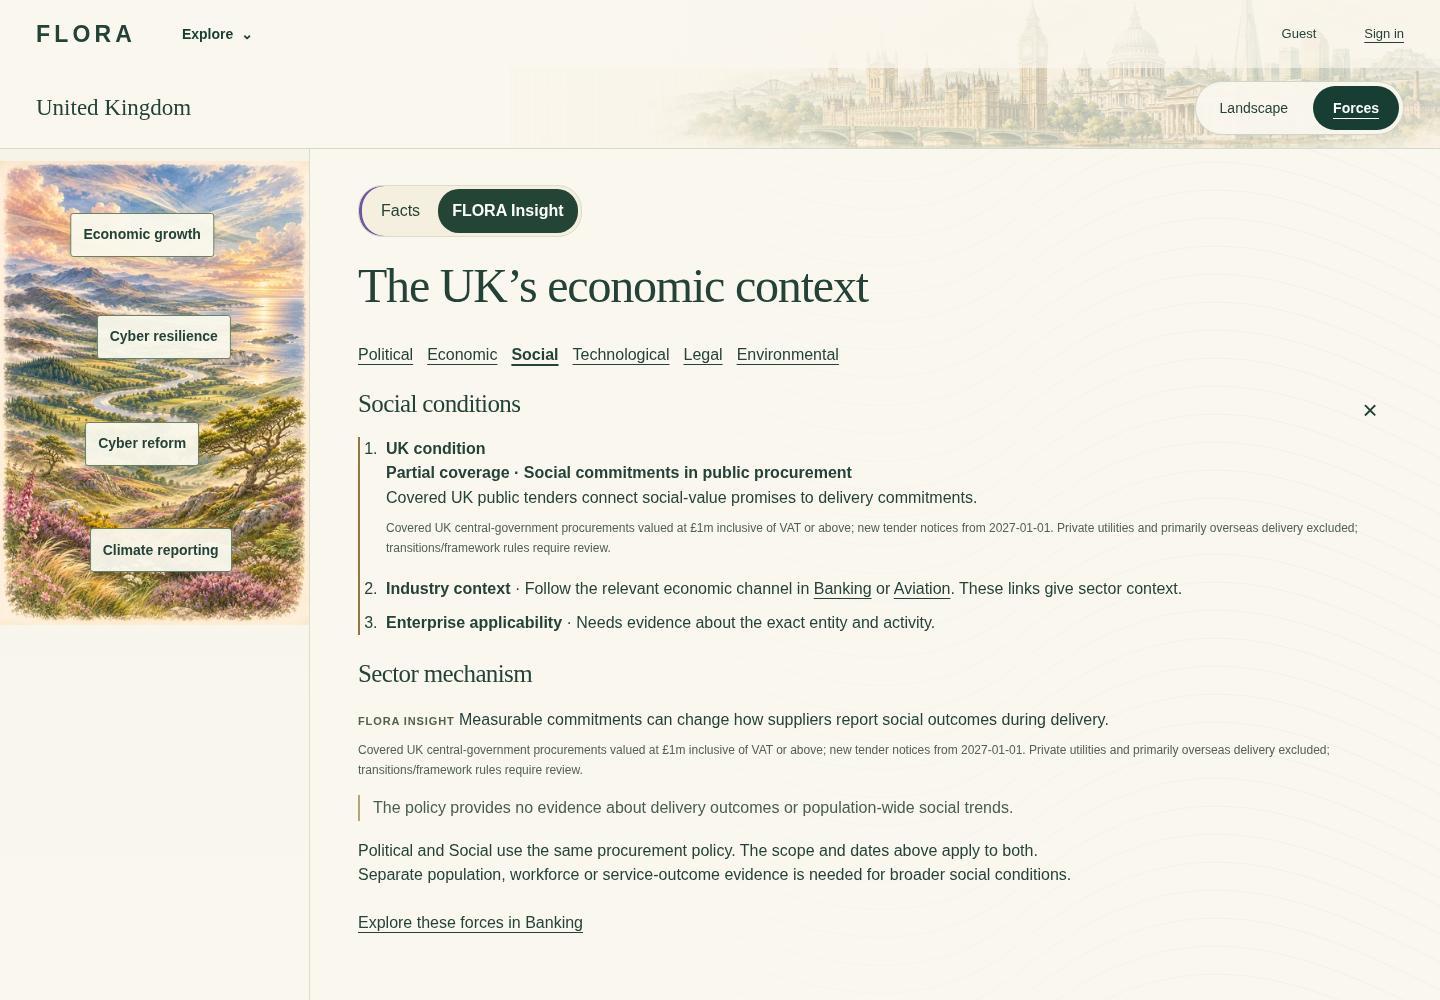 FLORA
Explore
Guest
Sign in
United Kingdom
Landscape
Forces
Economic growth
Cyber resilience
Cyber reform
Climate reporting
Facts
FLORA Insight
The UK’s economic context
Political Economic Social Technological Legal Environmental
Social conditions
×
1. UK condition
Partial coverage · Social commitments in public procurement
Covered UK public tenders connect social-value promises to delivery commitments.
Covered UK central-government procurements valued at £1m inclusive of VAT or above; new tender notices from 2027-01-01. Private utilities and primarily overseas delivery excluded;
transitions/framework rules require review.
2. Industry context · Follow the relevant economic channel in Banking or Aviation. These links give sector context.
3. Enterprise applicability · Needs evidence about the exact entity and activity.
Sector mechanism
FLORA INSIGHT Measurable commitments can change how suppliers report social outcomes during delivery.
Covered UK central-government procurements valued at £1m inclusive of VAT or above; new tender notices from 2027-01-01. Private utilities and primarily overseas delivery excluded;
transitions/framework rules require review.
The policy provides no evidence about delivery outcomes or population-wide social trends.
Political and Social use the same procurement policy. The scope and dates above apply to both.
Separate population, workforce or service-outcome evidence is needed for broader social conditions.
Explore these forces in Banking